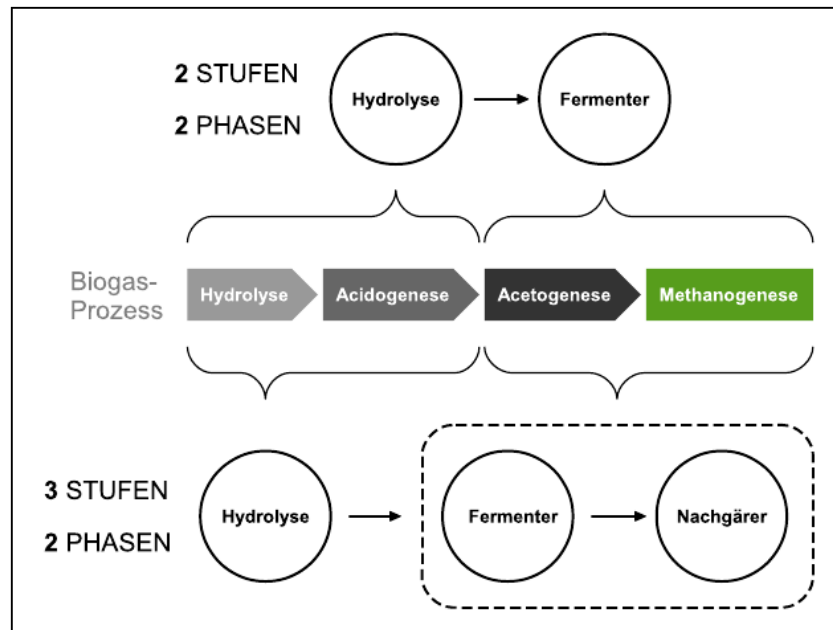 2 STUFEN
2 PHASEN
Hydrolyse
Fermenter
Biogas-
Prozess
Hydrolyse
Acidogenese
Acetogenese
Methanogenese
3 STUFEN
2 PHASEN
Hydrolyse
Fermenter
Nachgärer